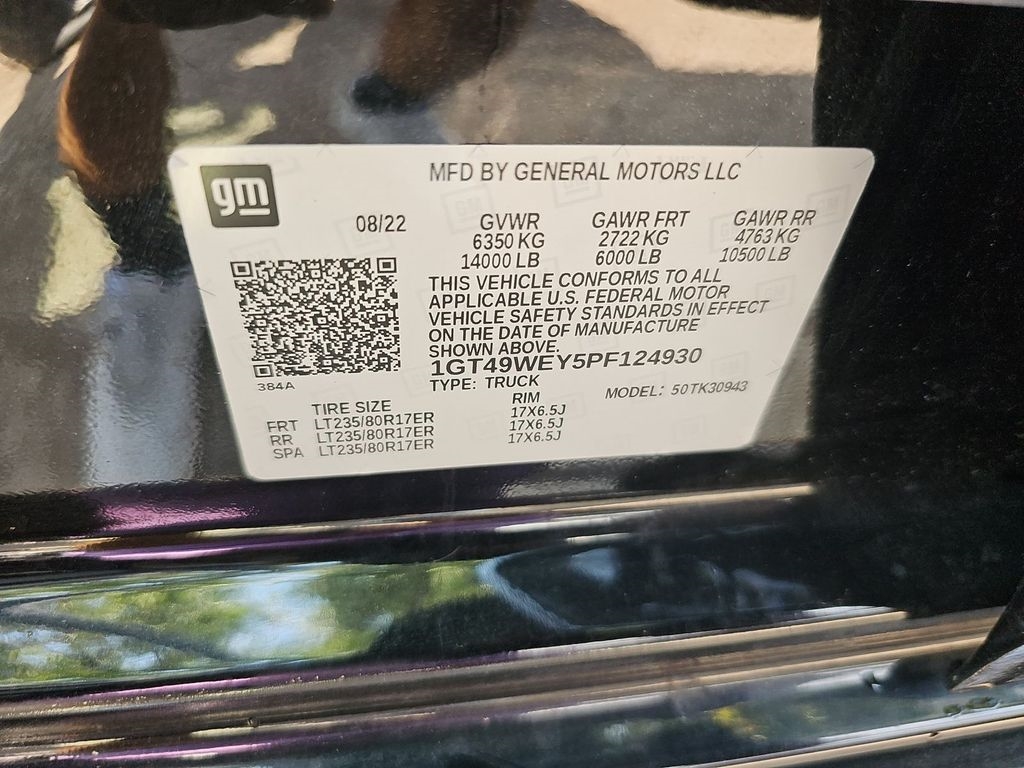 gm
MFD BY GENERAL MOTORS LLC
08/22 GVWR GAWR FRT GAWR RR
6350 KG 2722 KG 4763 KG
14000 LB 6000 LB 10500 LB
THIS VEHICLE CONFORMS TO ALL
APPLICABLE U.S. FEDERAL MOTOR
VEHICLE SAFETY STANDARDS IN EFFECT
ON THE DATE OF MANUFACTURE
SHOWN ABOVE.
1GT49WEY5PF124930
384A
TYPE: TRUCK MODEL: 50TK30943
TIRE SIZE RIM
FRT LT235/80R17ER 17X6.5J
RR LT235/80R17ER 17X6.5J
SPA LT235/80R17ER 17X6.5J